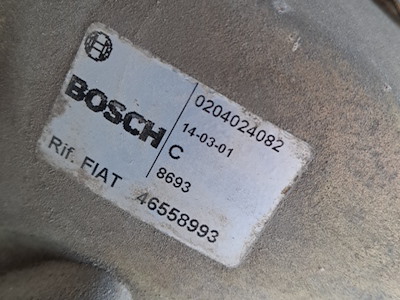 BOSCH
0204024082
14-03-01
C
8693
Rif. FIAT 46558993